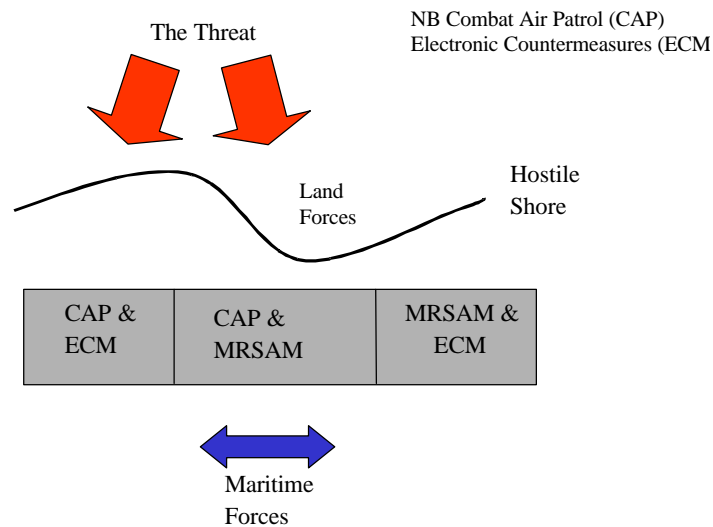 NB Combat Air Patrol (CAP)
Electronic Countermeasures (ECM
The Threat
Land
Forces
Hostile
Shore
CAP &
ECM
CAP &
MRSAM
MRSAM &
ECM
Maritime
Forces